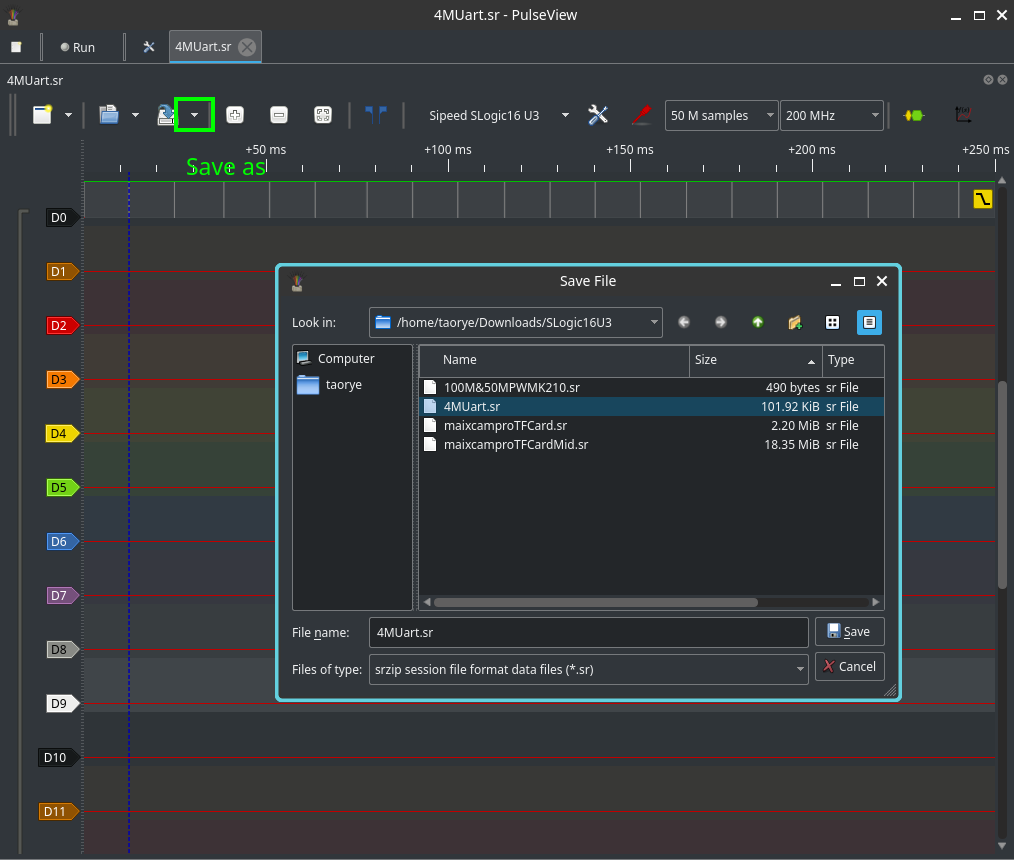 4MUart.sr - PulseView
Run
4MUart.sr
4MUart.sr
Sipeed SLogic16 U3
50 M samples
200 MHz
+50 ms +100 ms +150 ms +200 ms +250 ms
Save as
D0
D1
D2
D3
D4
D5
D6
D7
D8
D9
D10
D11
Save File
Look in: /home/taorye/Downloads/SLogic16U3
Computer
taorye
Name Size Type
100M&50MPWMK210.sr 490 bytes sr File
4MUart.sr 101.92 KiB sr File
maixcamproTFCard.sr 2.20 MiB sr File
maixcamproTFCardMid.sr 18.35 MiB sr File
File name: 4MUart.sr Save
Files of type: srzip session file format data files (*.sr) Cancel